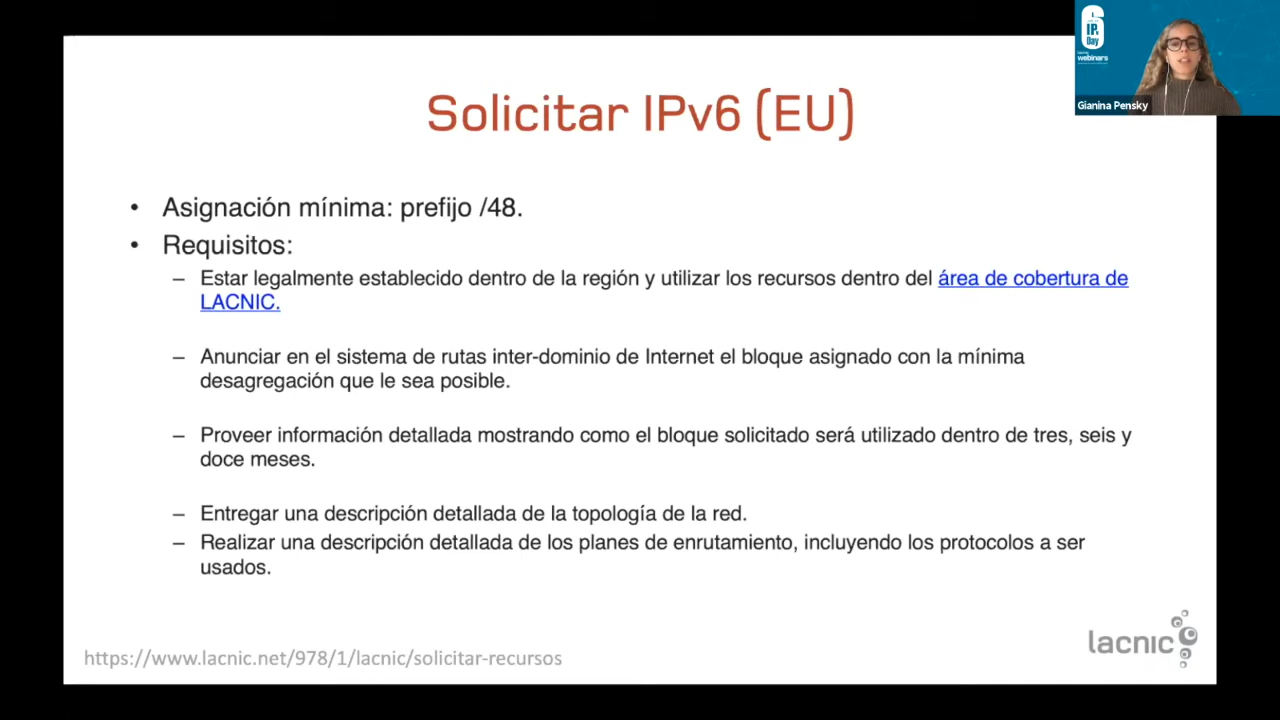 Solicitar IPv6 (EU)
• Asignación mínima: prefijo /48.
• Requisitos:
– Estar legalmente establecido dentro de la región y utilizar los recursos dentro del área de cobertura de
LACNIC.
– Anunciar en el sistema de rutas inter-dominio de Internet el bloque asignado con la mínima
desagregación que le sea posible.
– Proveer información detallada mostrando como el bloque solicitado será utilizado dentro de tres, seis y
doce meses.
– Entregar una descripción detallada de la topología de la red.
– Realizar una descripción detallada de los planes de enrutamiento, incluyendo los protocolos a ser
usados.
https://www.lacnic.net/978/1/lacnic/solicitar-recursos
lacnic
6
IPv6
Day
webinars
Gianina Pensky